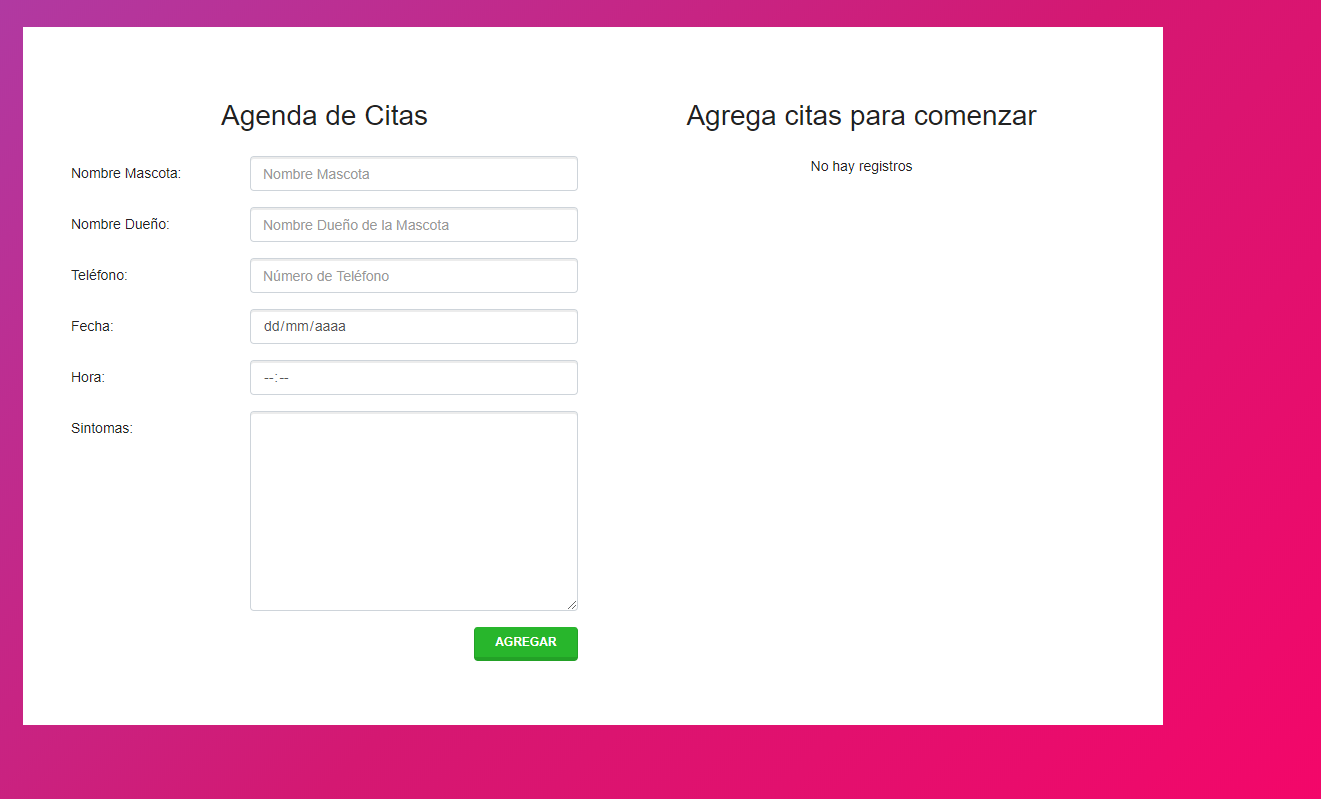 Agenda de Citas
Nombre Mascota:
Nombre Mascota
Nombre Dueño:
Nombre Dueño de la Mascota
Teléfono:
Número de Teléfono
Fecha:
dd/mm/aaaa
Hora:
--:--
Sintomas:
AGREGAR
Agrega citas para comenzar
No hay registros